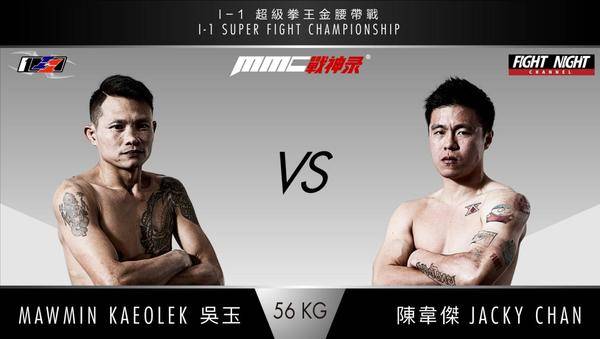 I-1 超級拳王金腰帶戰
I-1 SUPER FIGHT CHAMPIONSHIP
MMC戰神录®
FIGHT NIGHT
CHANNEL
VS
MAWMIN KAEOLEK 吳玉
56 KG
陳韋傑 JACKY CHAN